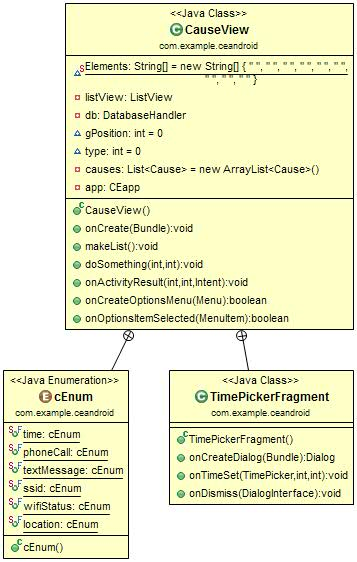 <<Java Class>>
CauseView
com.example.ceandroid
Elements: String[] = new String[] { " ", " ", " ", " ", " ", " ",
" ", " ", " " }
listView: ListView
db: DatabaseHandler
gPosition: int = 0
type: int = 0
causes: List<Cause> = new ArrayList<Cause>()
app: CEapp
CauseView()
onCreate(Bundle):void
makeList():void
doSomething(int,int):void
onActivityResult(int,int,Intent):void
onCreateOptionsMenu(Menu):boolean
onOptionsItemSelected(MenuItem):boolean
<<Java Enumeration>>
cEnum
com.example.ceandroid
time: cEnum
phoneCall: cEnum
textMessage: cEnum
ssid: cEnum
wifiStatus: cEnum
location: cEnum
cEnum()
<<Java Class>>
TimePickerFragment
com.example.ceandroid
TimePickerFragment()
onCreateDialog(Bundle):Dialog
onTimeSet(TimePicker,int,int):void
onDismiss(DialogInterface):void